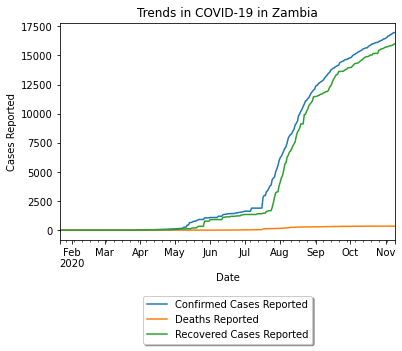 Trends in COVID-19 in Zambia
17500
15000
12500
10000
7500
5000
2500
0
Cases Reported
Feb Mar Apr May Jun Jul Aug Sep Oct Nov
2020
Date
Confirmed Cases Reported
Deaths Reported
Recovered Cases Reported